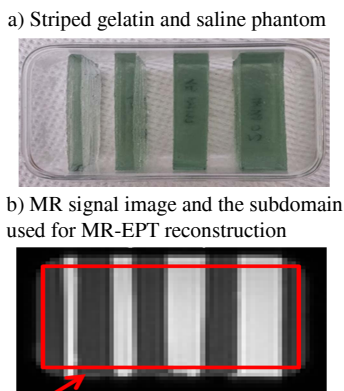 a) Striped gelatin and saline phantom
b) MR signal image and the subdomain
used for MR-EPT reconstruction